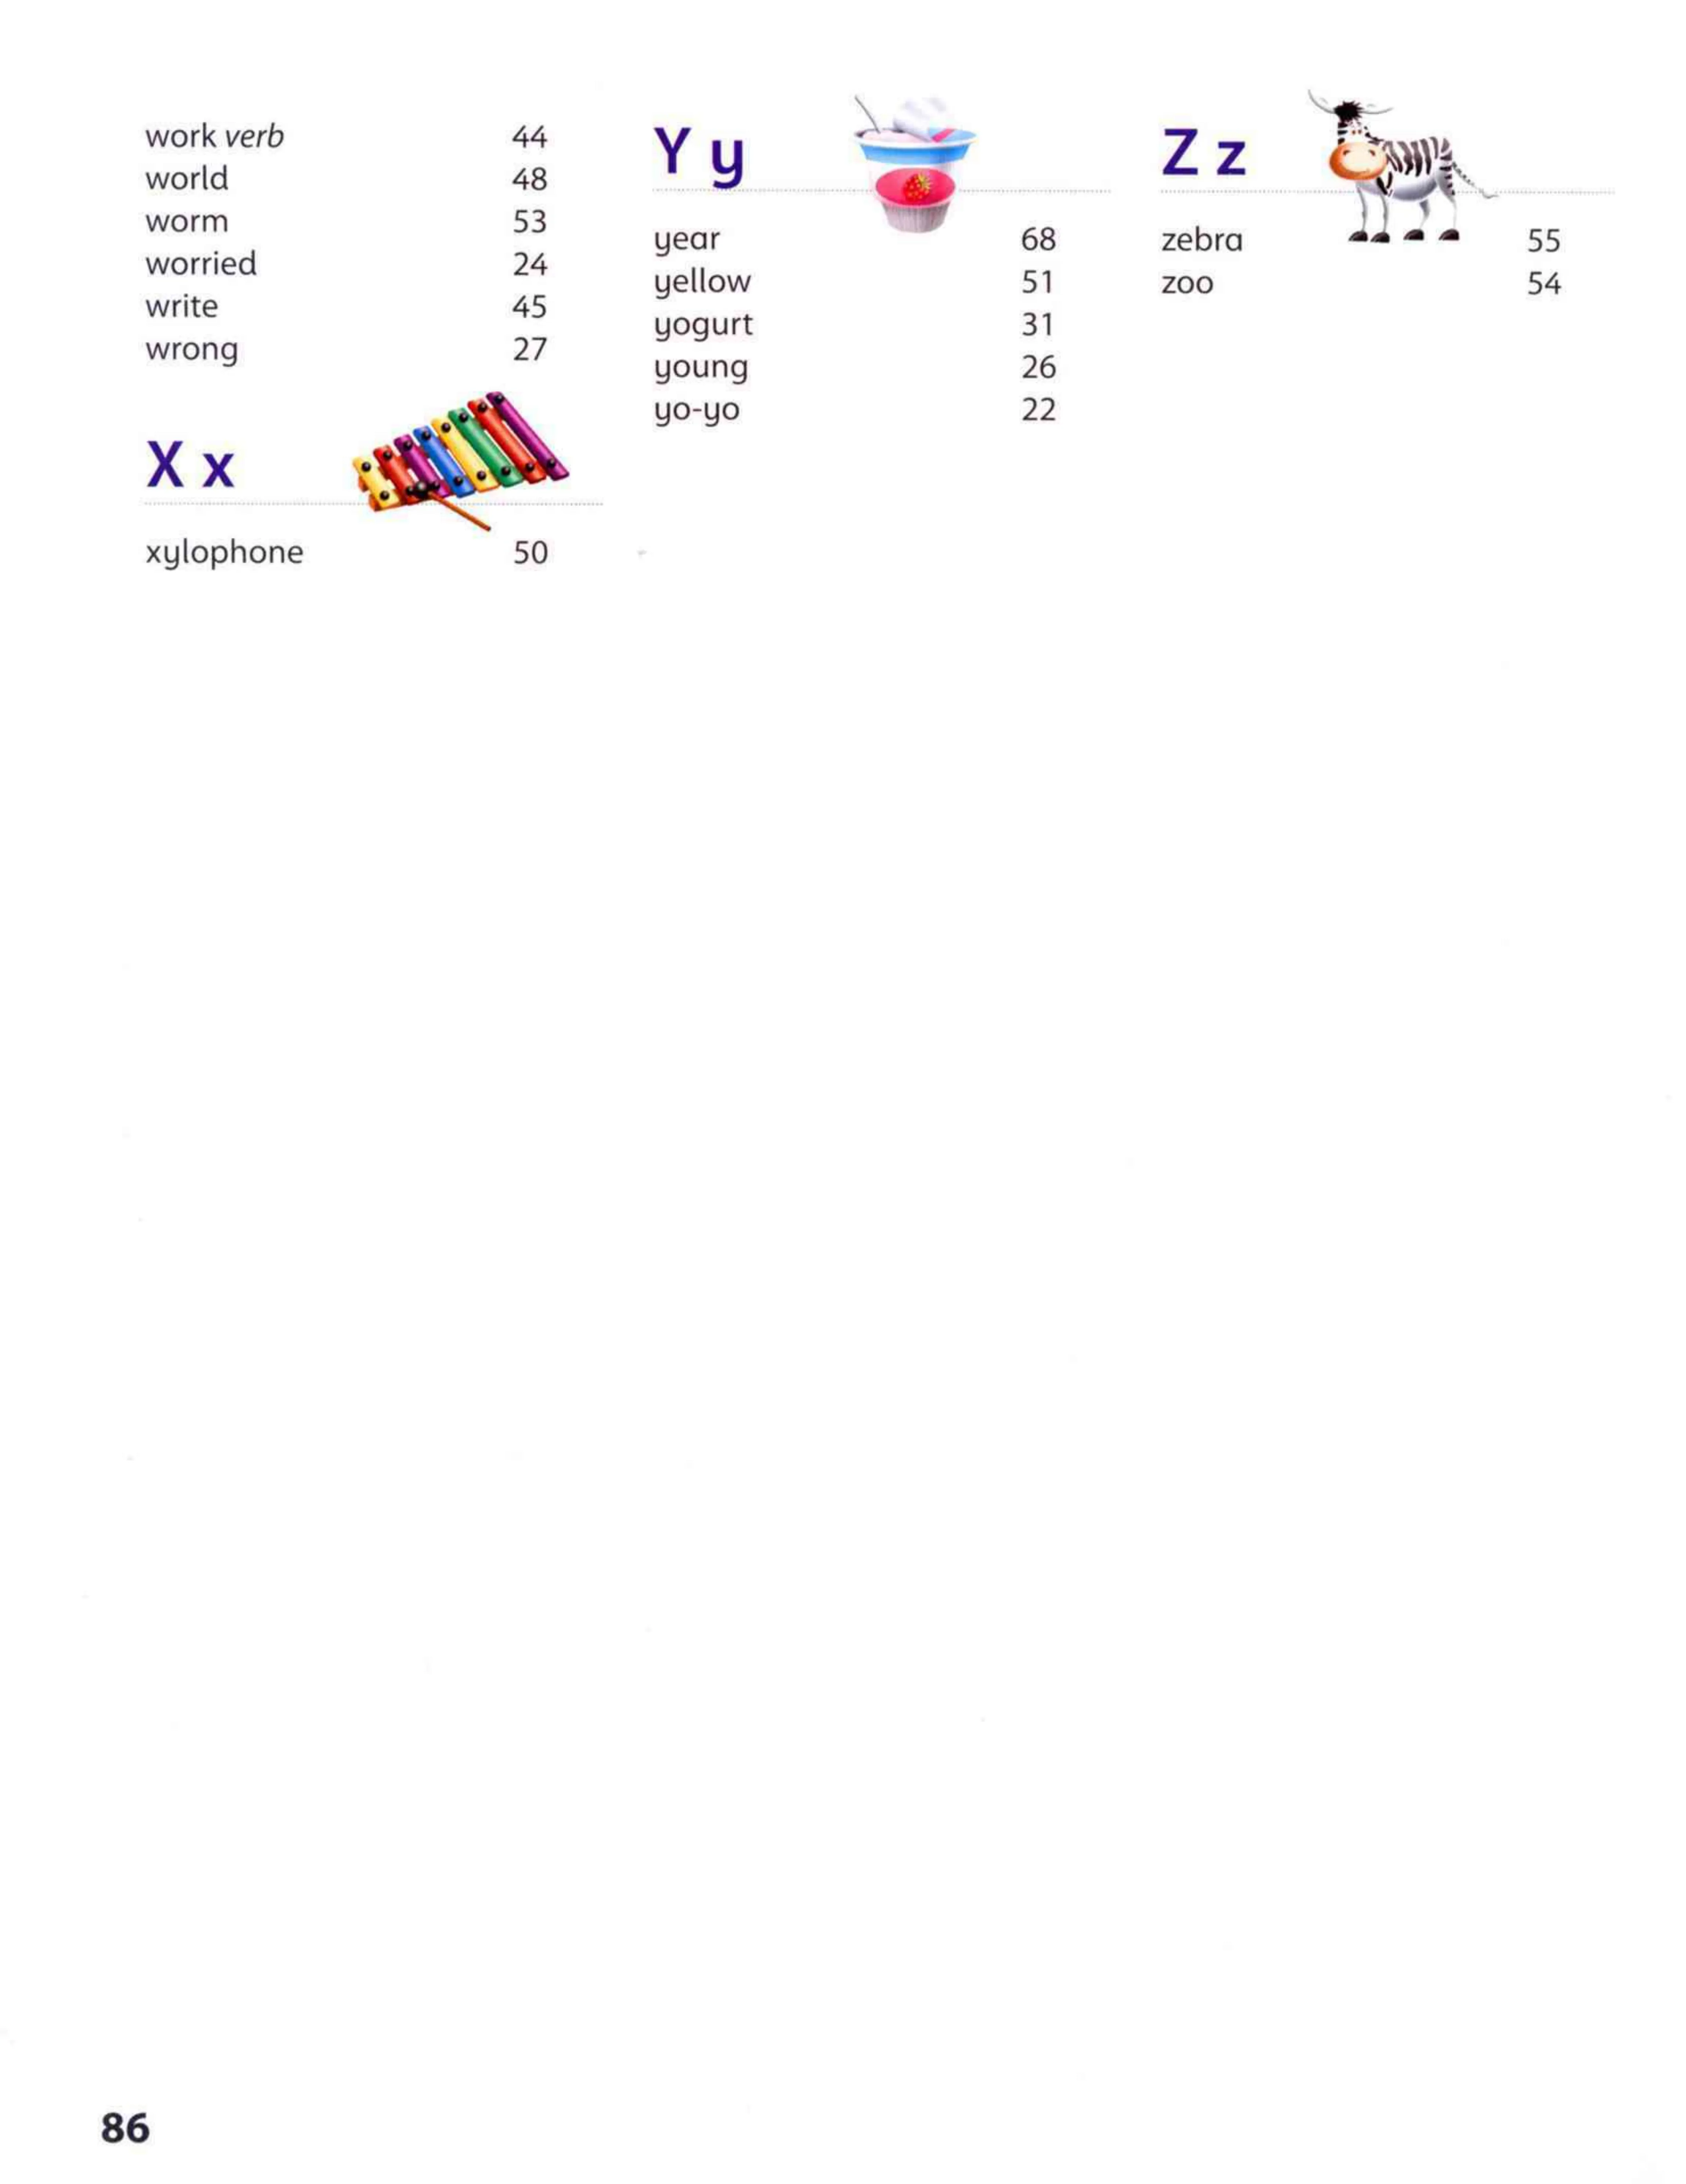 work verb 44
world 48
worm 53
worried 24
write 45
wrong 27
X x
xylophone 50
Y y
year 68
yellow 51
yogurt 31
young 26
yo-yo 22
Z z
zebra 55
zoo 54
86